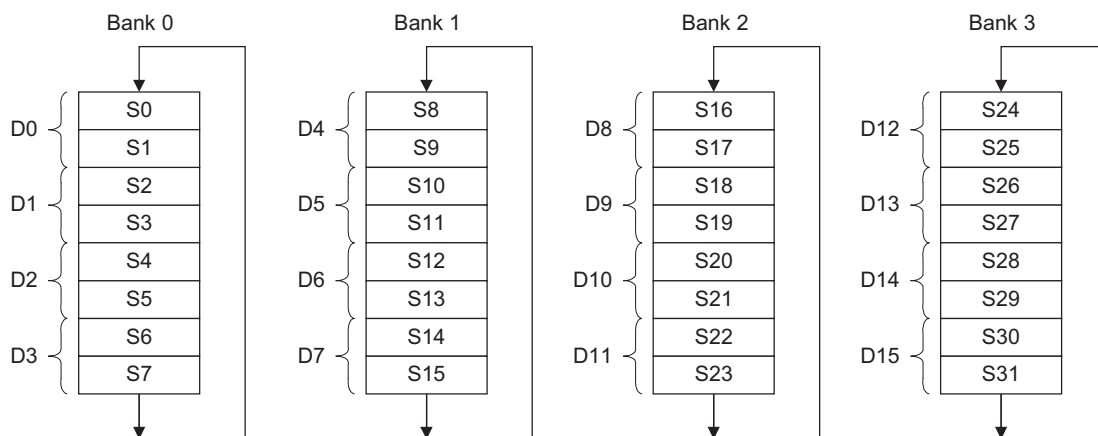 Bank 0 Bank 1 Bank 2 Bank 3
S0 S8 S16 S24
D0 D4 D8 D12
S1 S9 S17 S25
S2 S10 S18 S26
D1 D5 D9 D13
S3 S11 S19 S27
S4 S12 S20 S28
D2 D6 D10 D14
S5 S13 S21 S29
S6 S14 S22 S30
D3 D7 D11 D15
S7 S15 S23 S31